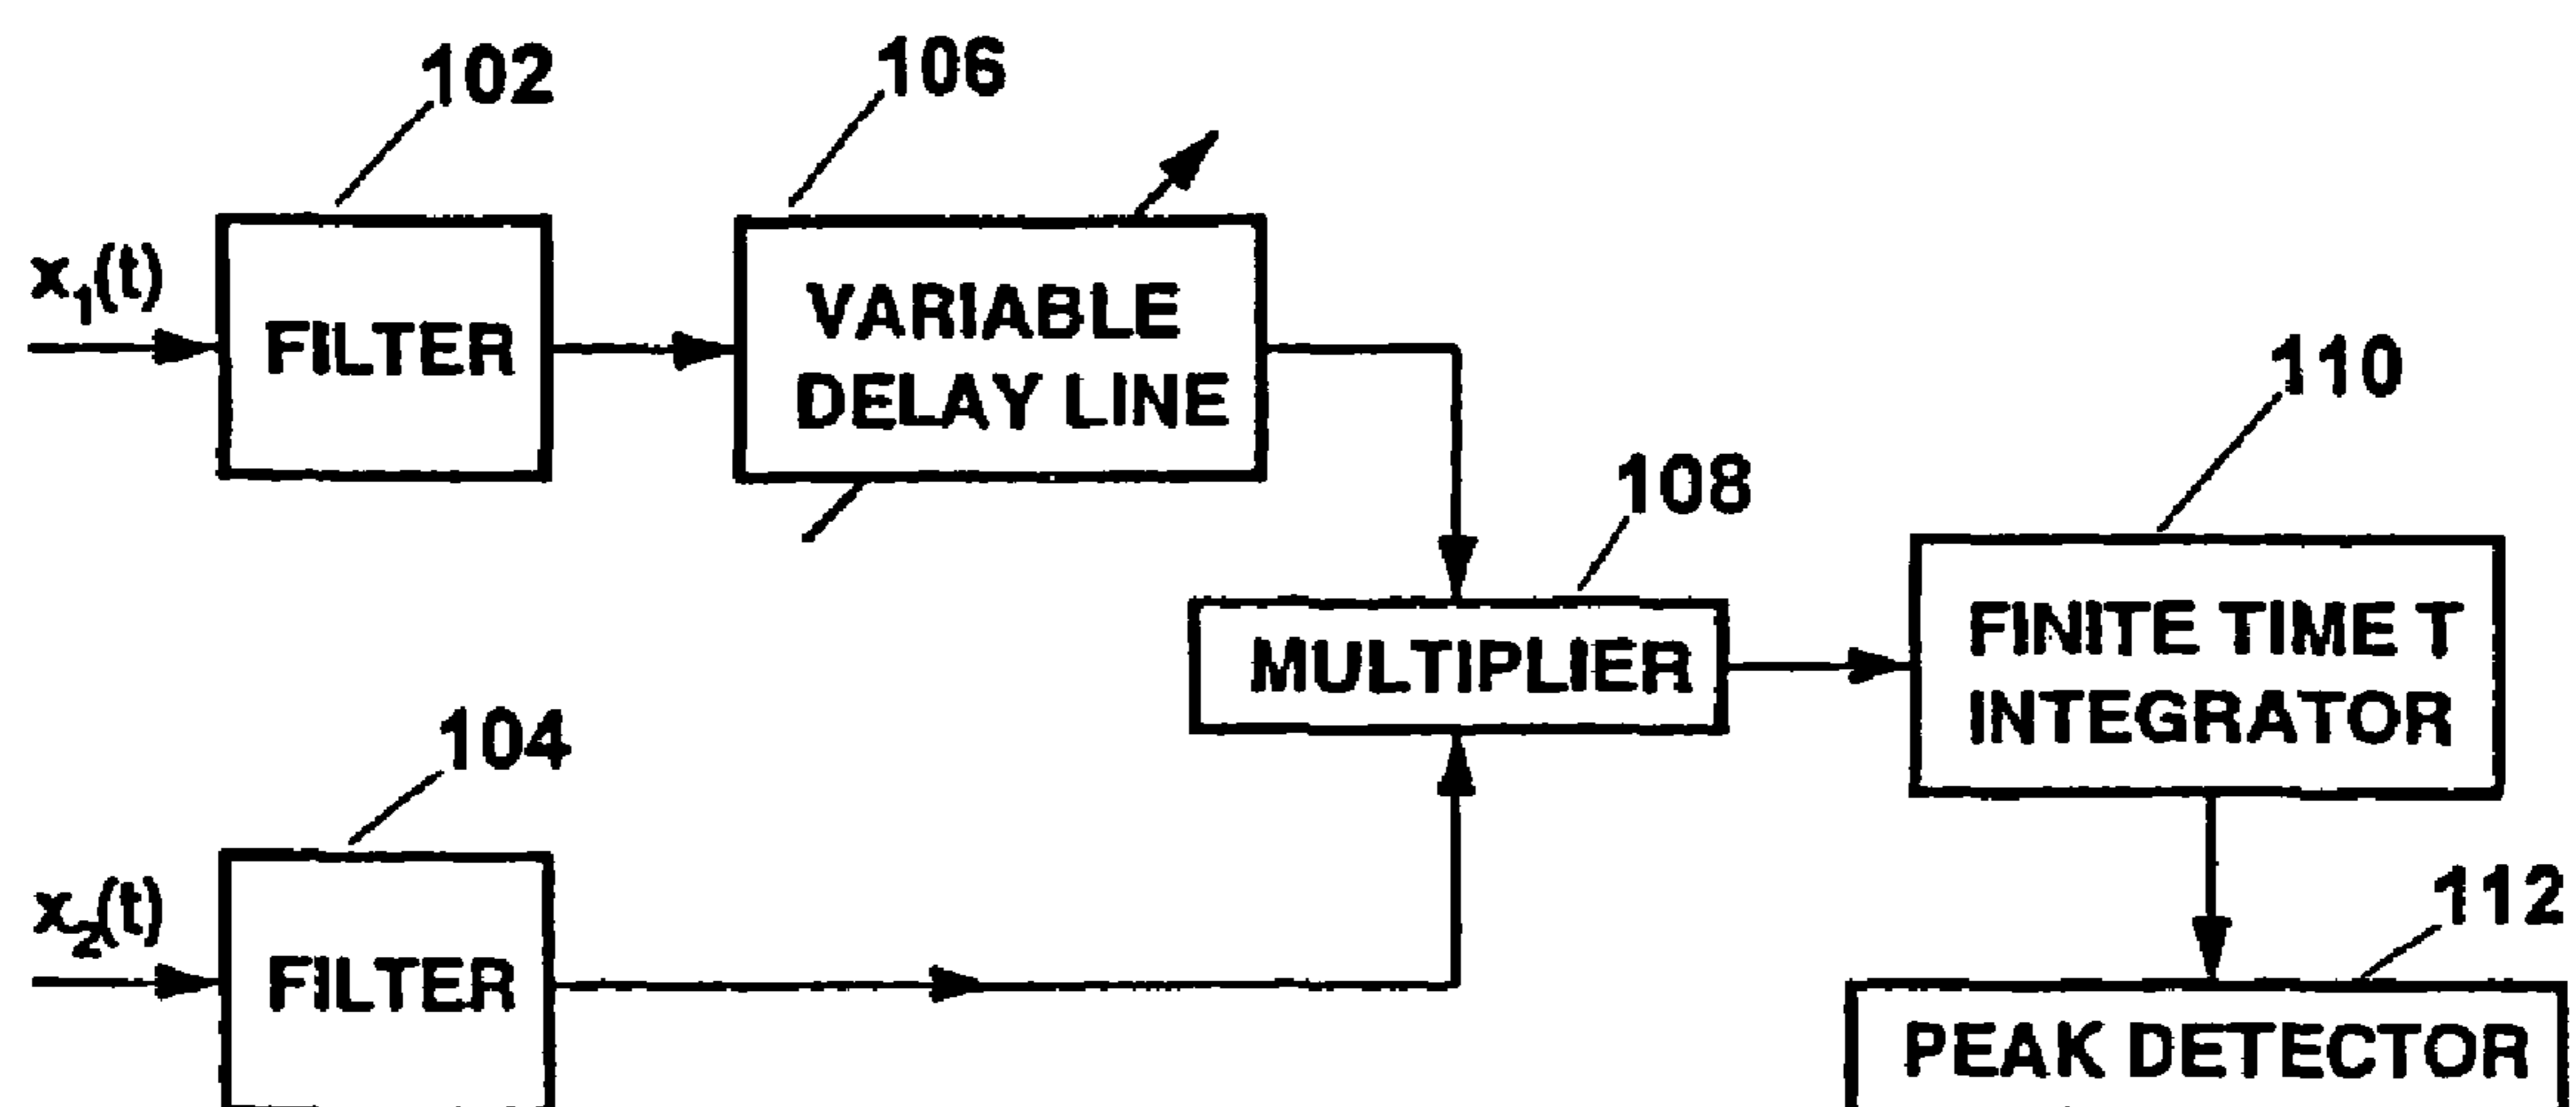 102
106
x₁(t)
FILTER
VARIABLE
DELAY LINE
110
108
MULTIPLIER
FINITE TIME T
INTEGRATOR
104
x₂(t)
FILTER
112
PEAK DETECTOR